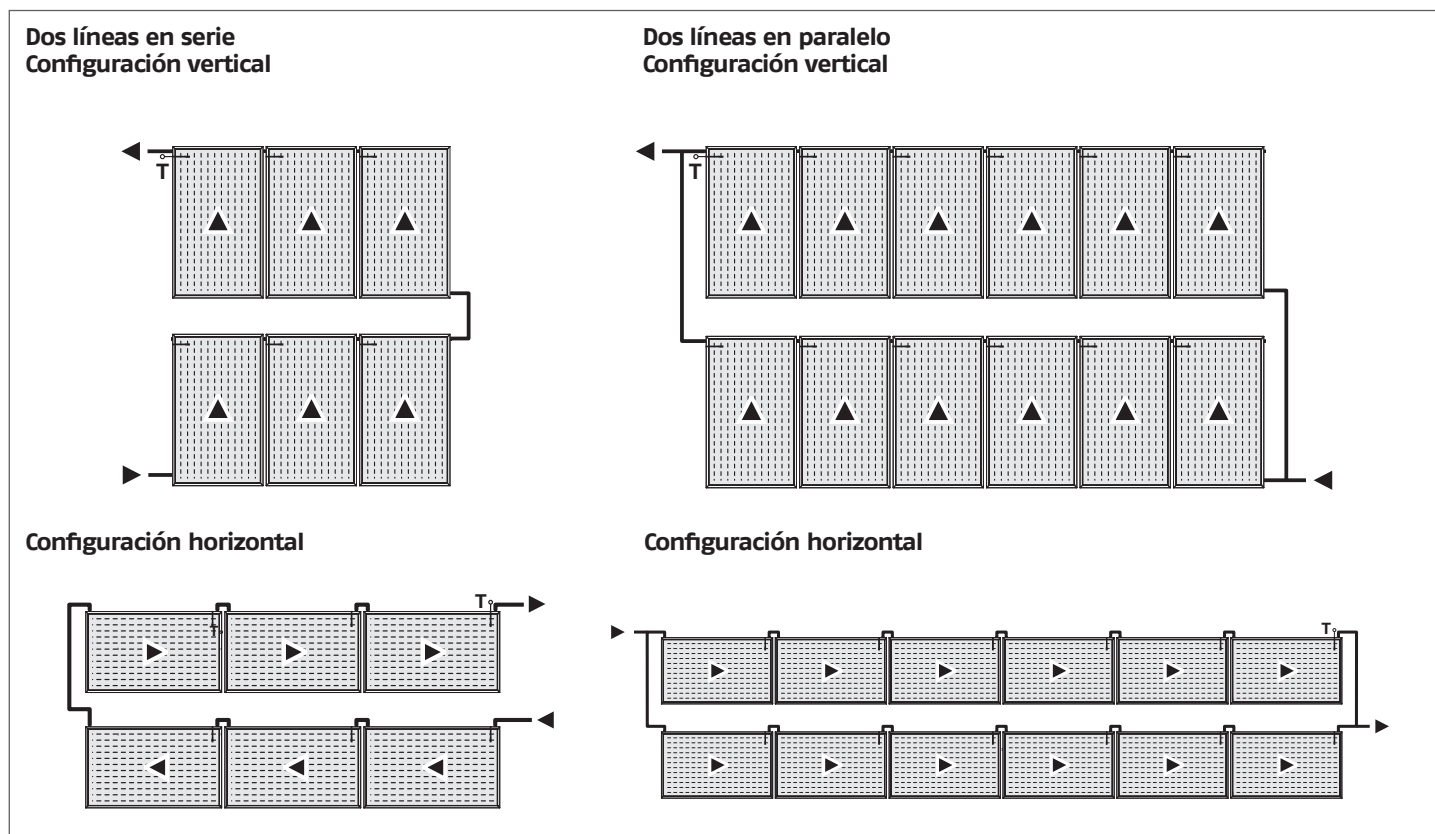 Dos líneas en serie
Configuración vertical
Dos líneas en paralelo
Configuración vertical
T
T
Configuración horizontal
Configuración horizontal
T
T
T